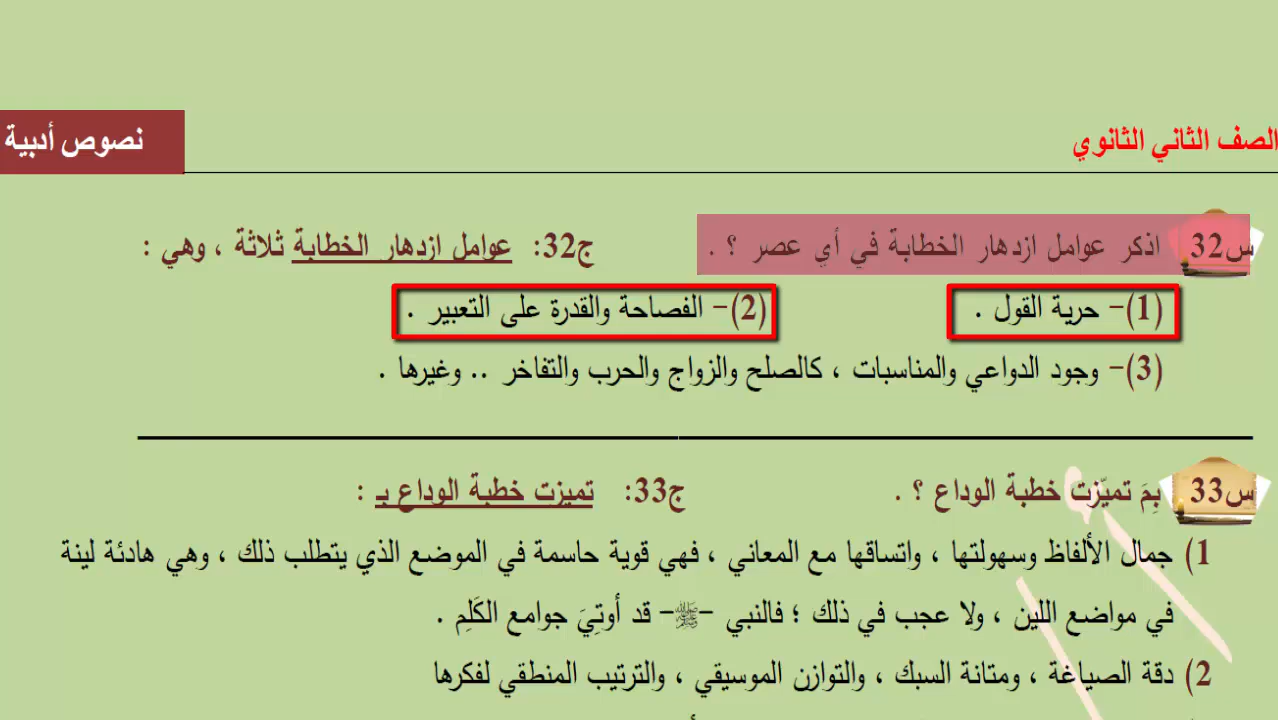 الصف الثاني الثانوي نصوص أدبية
س32 اذكر عوامل ازدهار الخطابة في أي عصر ؟ . ج32: عوامل ازدهار الخطابة ثلاثة ، وهي :
(1)- حرية القول . (2)- الفصاحة والقدرة على التعبير .
(3)- وجود الدواعي والمناسبات ، كالصلح والزواج والحرب والتفاخر .. وغيرها .
س33 بِمَ تميّزت خطبة الوداع ؟ . ج33: تميزت خطبة الوداع بـ :
1) جمال الألفاظ وسهولتها ، واتساقها مع المعاني ، فهي قوية حاسمة في الموضع الذي يتطلب ذلك ، وهي هادئة لينة
في مواضع اللين ، ولا عجب في ذلك ؛ فالنبي -ﷺ- قد أوتِيَ جوامع الكَلِم .
2) دقة الصياغة ، ومتانة السبك ، والتوازن الموسيقي ، والترتيب المنطقي لفكرها